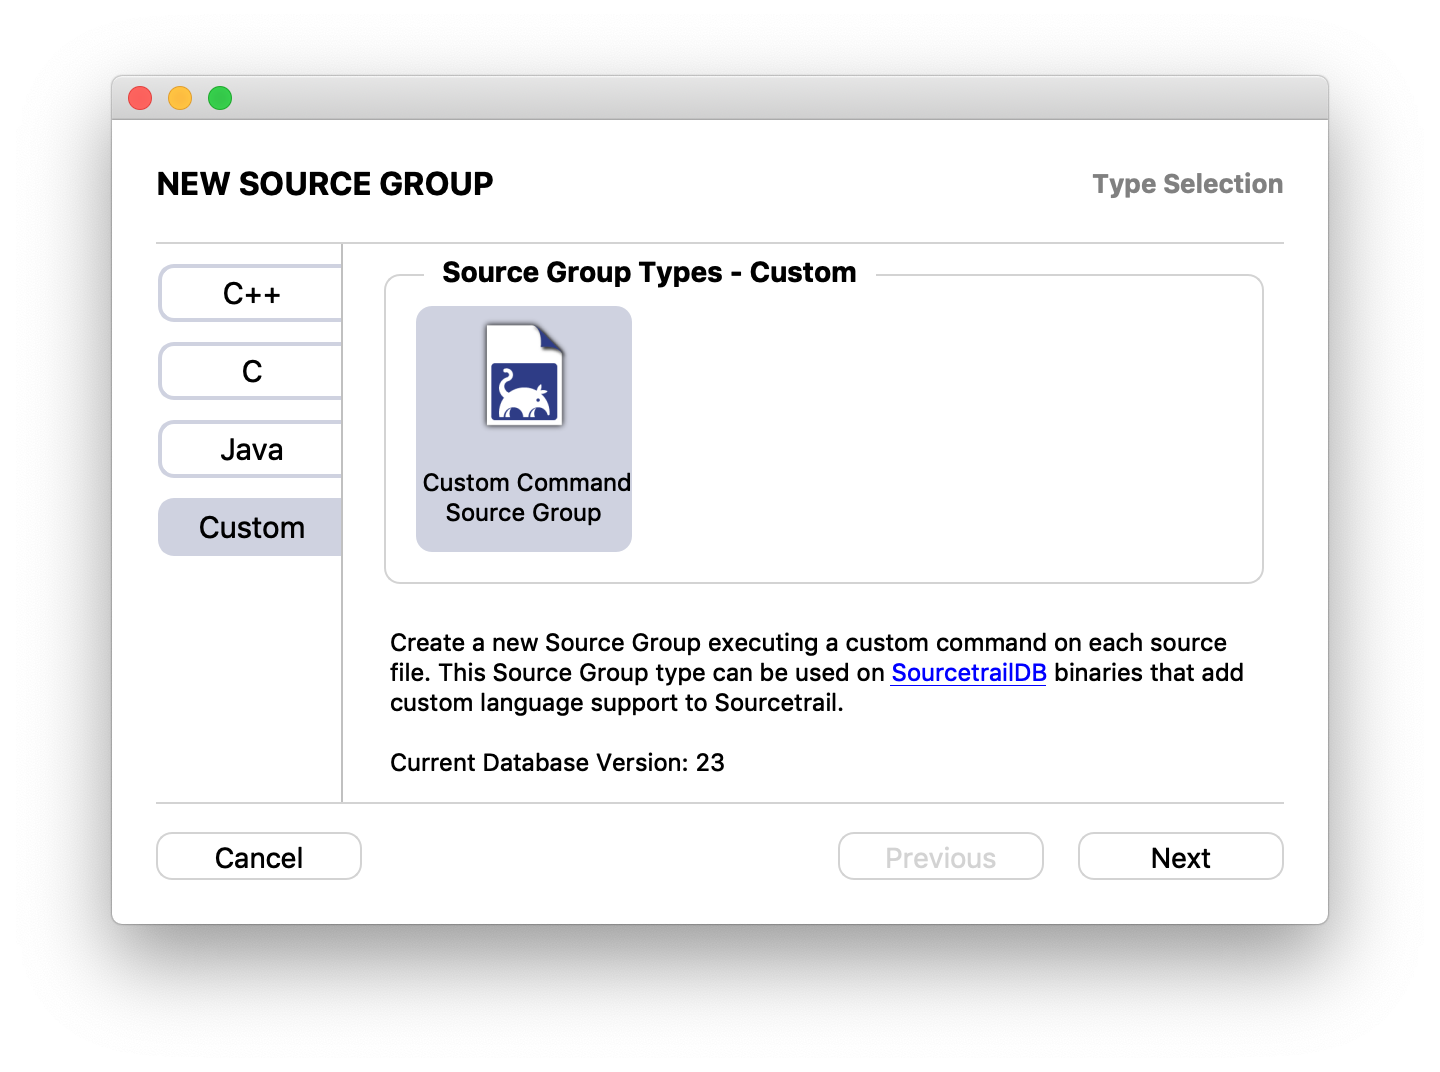 NEW SOURCE GROUP
Type Selection
C++
C
Java
Custom
Source Group Types - Custom
Custom Command
Source Group
Create a new Source Group executing a custom command on each source
file. This Source Group type can be used on SourcetrailDB binaries that add
custom language support to Sourcetrail.
Current Database Version: 23
Cancel
Previous
Next